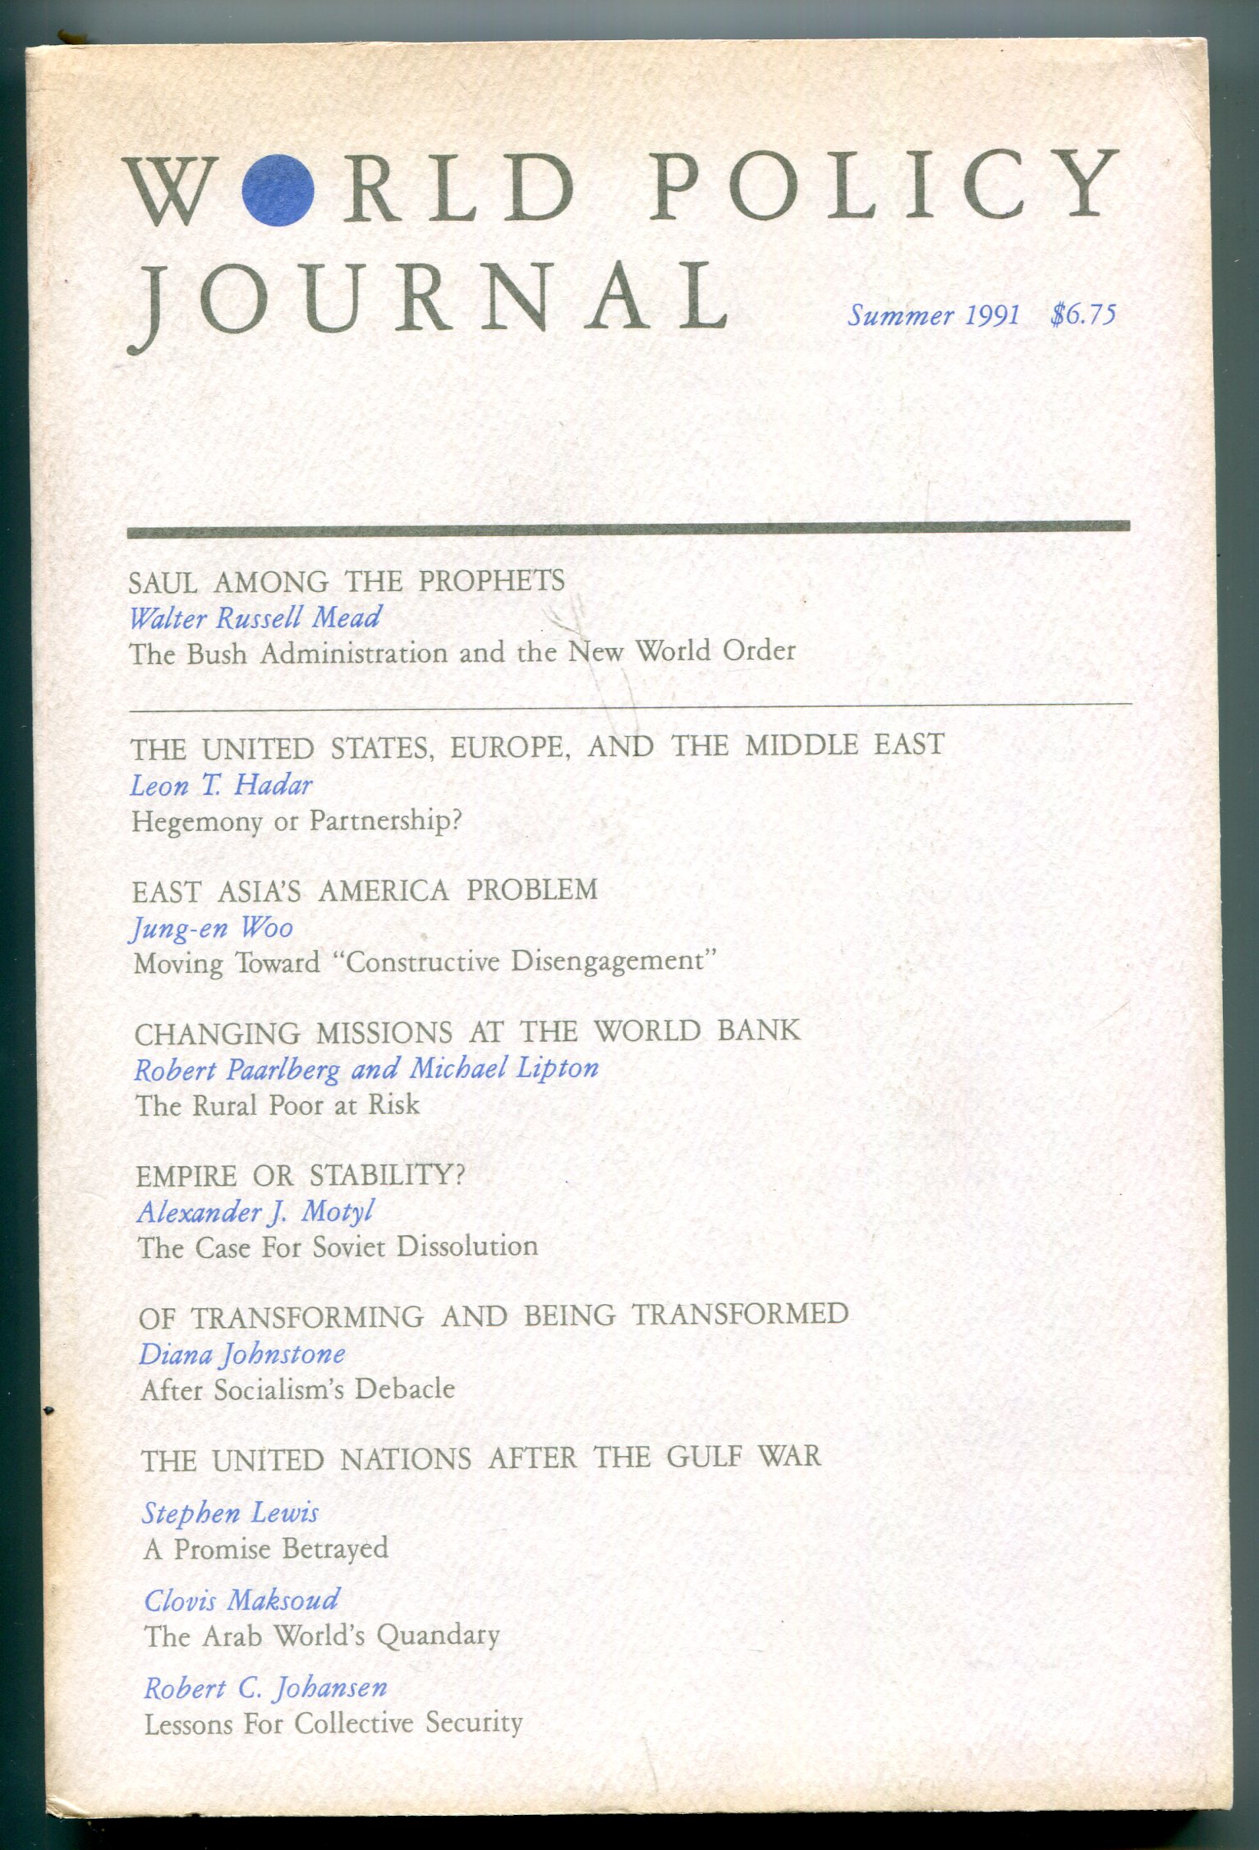 WORLD POLICY
JOURNAL
Summer 1991 $6.75
SAUL AMONG THE PROPHETS
Walter Russell Mead
The Bush Administration and the New World Order
THE UNITED STATES, EUROPE, AND THE MIDDLE EAST
Leon T. Hadar
Hegemony or Partnership?
EAST ASIA'S AMERICA PROBLEM
Jung-en Woo
Moving Toward “Constructive Disengagement”
CHANGING MISSIONS AT THE WORLD BANK
Robert Paarlberg and Michael Lipton
The Rural Poor at Risk
EMPIRE OR STABILITY?
Alexander J. Motyl
The Case For Soviet Dissolution
OF TRANSFORMING AND BEING TRANSFORMED
Diana Johnstone
After Socialism's Debacle
THE UNITED NATIONS AFTER THE GULF WAR
Stephen Lewis
A Promise Betrayed
Clovis Maksoud
The Arab World's Quandary
Robert C. Johansen
Lessons For Collective Security